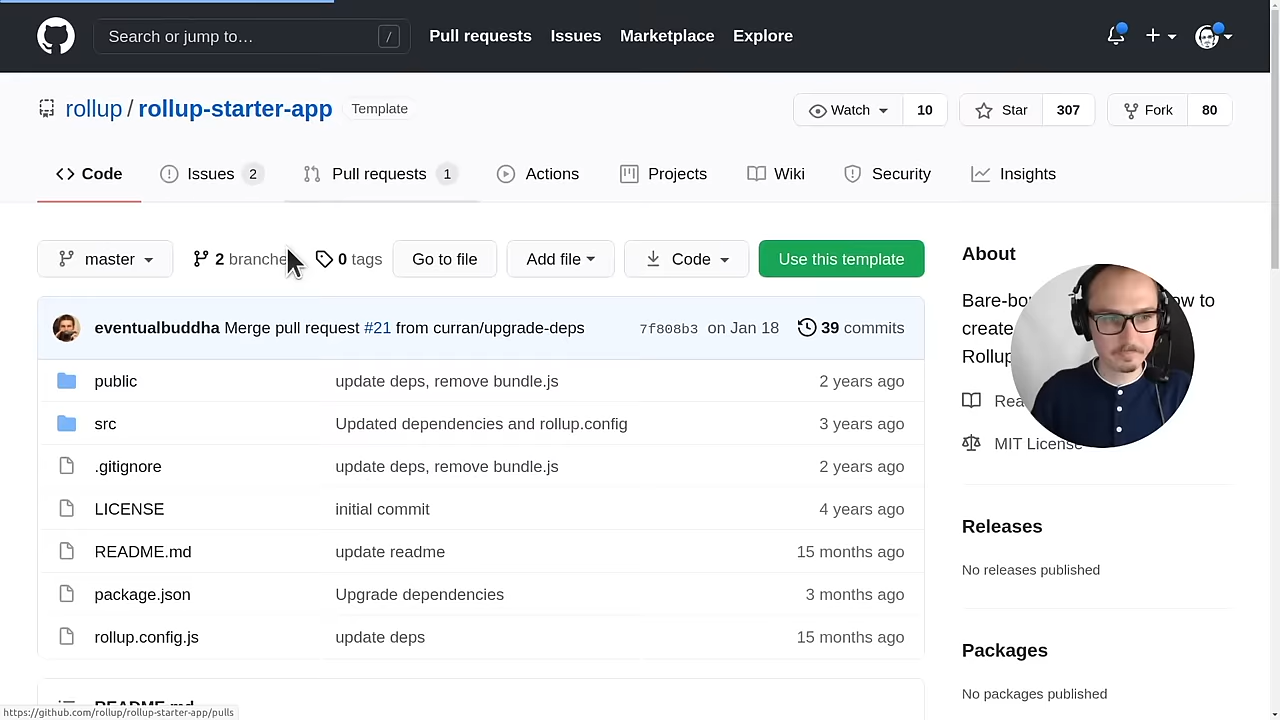 Search or jump to… /
Pull requests Issues Marketplace Explore
rollup / rollup-starter-app Template
Watch 10 Star 307 Fork 80
Code Issues 2 Pull requests 1 Actions Projects Wiki Security Insights
master 2 branche 0 tags Go to file Add file Code Use this template
eventualbuddha Merge pull request #21 from curran/upgrade-deps 7f808b3 on Jan 18 39 commits
public update deps, remove bundle.js 2 years ago
src Updated dependencies and rollup.config 3 years ago
.gitignore update deps, remove bundle.js 2 years ago
LICENSE initial commit 4 years ago
README.md update readme 15 months ago
package.json Upgrade dependencies 3 months ago
rollup.config.js update deps 15 months ago
README.md
About
to
create
MIT License
Releases
No releases published
Packages
No packages published
https://github.com/rollup/rollup-starter-app/pulls